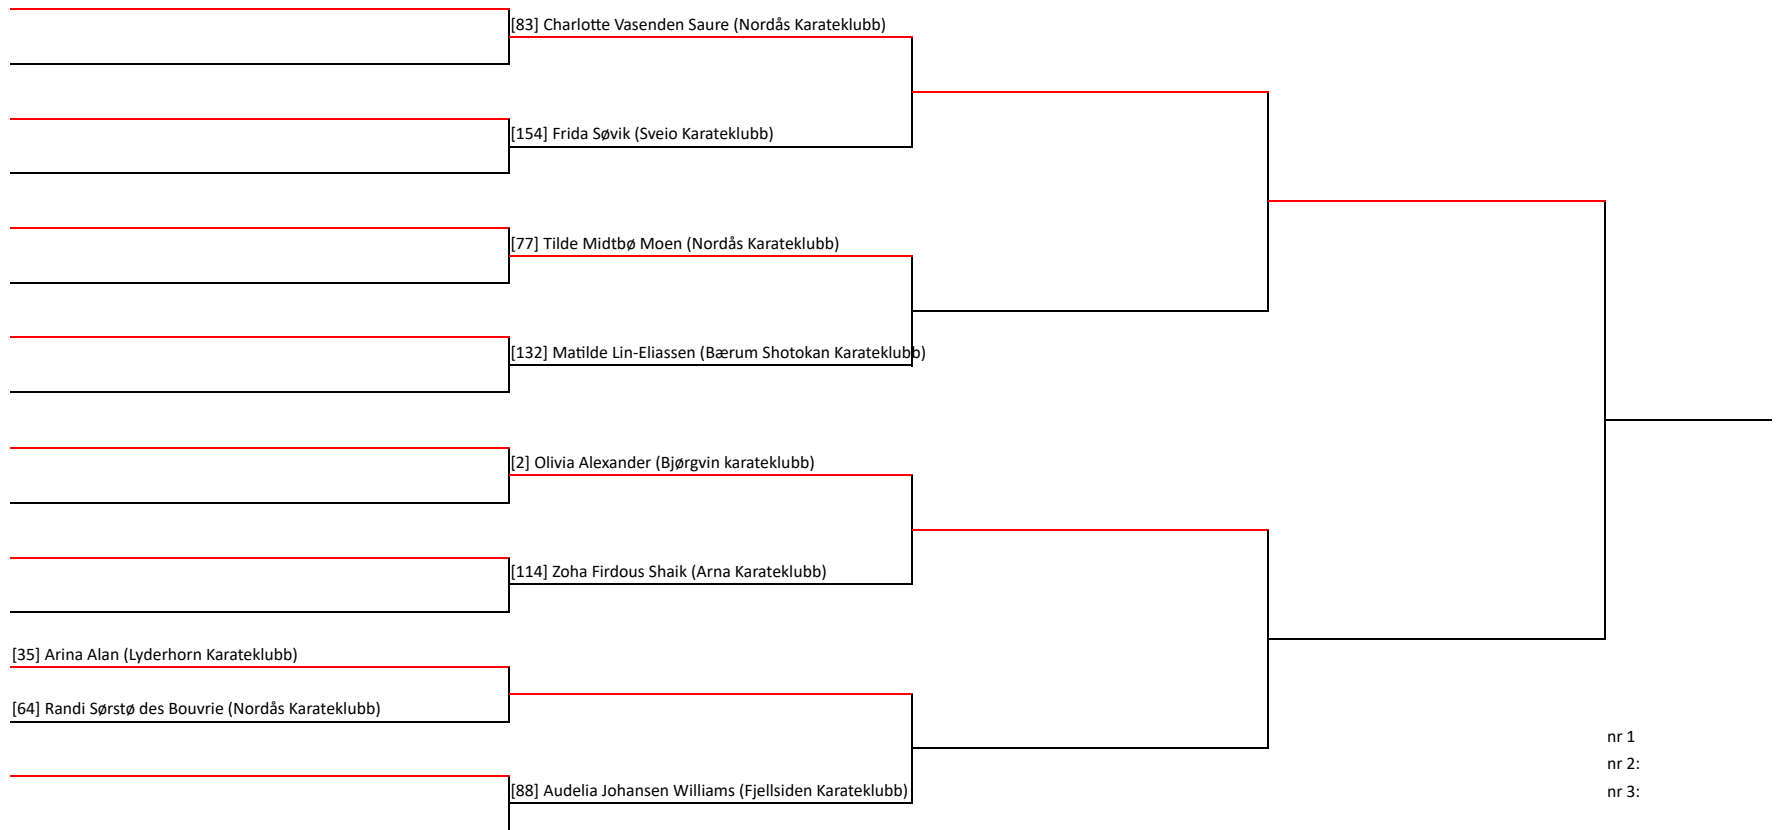 [83] Charlotte Vasenden Saure (Nordås Karateklubb)
[154] Frida Søvik (Sveio Karateklubb)
[77] Tilde Midtbø Moen (Nordås Karateklubb)
[132] Matilde Lin-Eliassen (Bærum Shotokan Karateklubb)
[2] Olivia Alexander (Bjørgvin karateklubb)
[114] Zoha Firdous Shaik (Arna Karateklubb)
[35] Arina Alan (Lyderhorn Karateklubb)
[64] Randi Sørstø des Bouvrie (Nordås Karateklubb)
[88] Audelia Johansen Williams (Fjellsiden Karateklubb)
nr 1
nr 2:
nr 3: